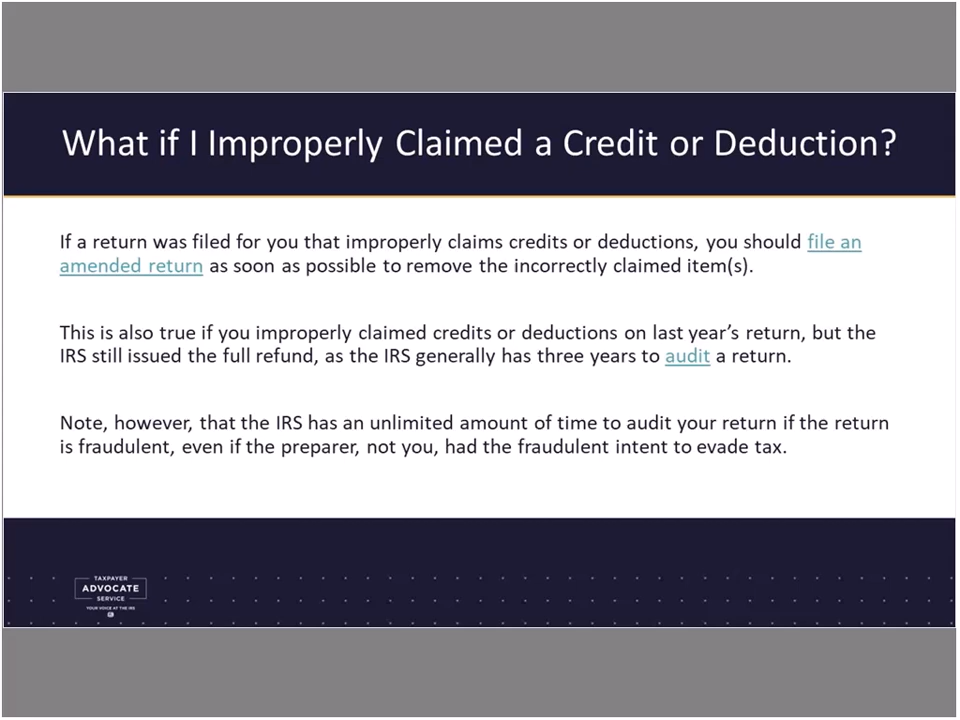 What if I Improperly Claimed a Credit or Deduction?
If a return was filed for you that improperly claims credits or deductions, you should file an
amended return as soon as possible to remove the incorrectly claimed item(s).
This is also true if you improperly claimed credits or deductions on last year’s return, but the
IRS still issued the full refund, as the IRS generally has three years to audit a return.
Note, however, that the IRS has an unlimited amount of time to audit your return if the return
is fraudulent, even if the preparer, not you, had the fraudulent intent to evade tax.
TAXPAYER
ADVOCATE
SERVICE
YOUR VOICE AT THE IRS